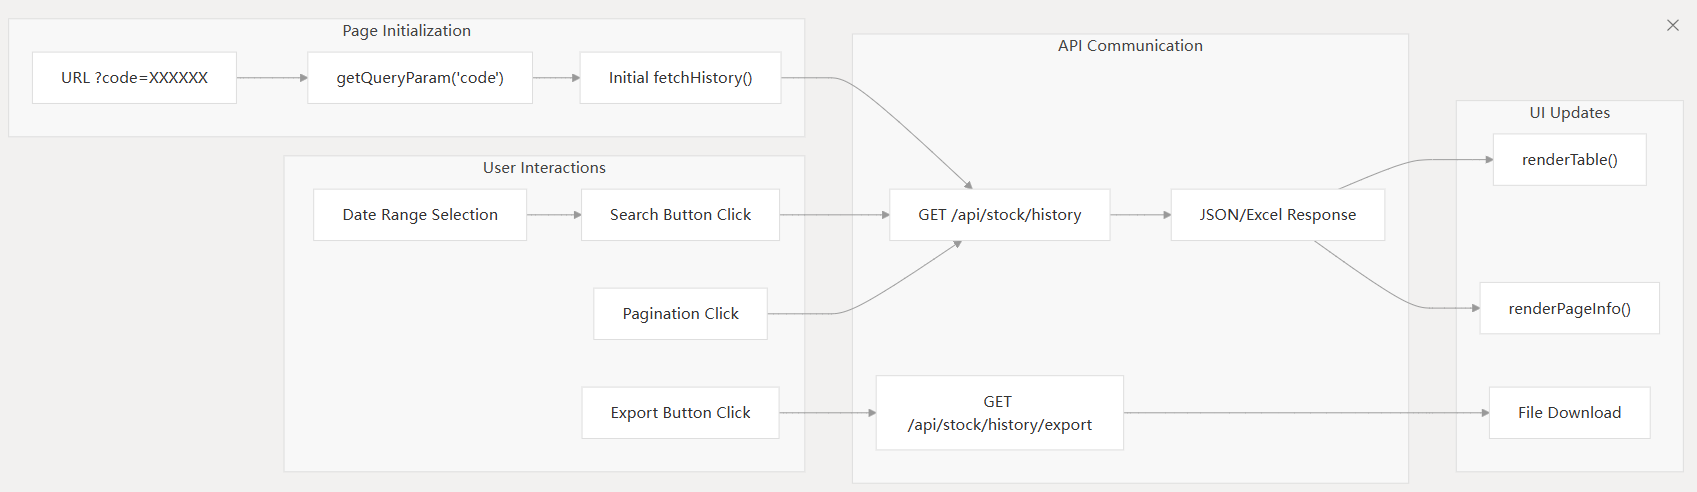 Page Initialization
URL ?code=XXXXXX
getQueryParam('code')
Initial fetchHistory()
User Interactions
Date Range Selection
Search Button Click
Pagination Click
Export Button Click
API Communication
GET /api/stock/history
JSON/Excel Response
GET
/api/stock/history/export
UI Updates
renderTable()
renderPageInfo()
File Download